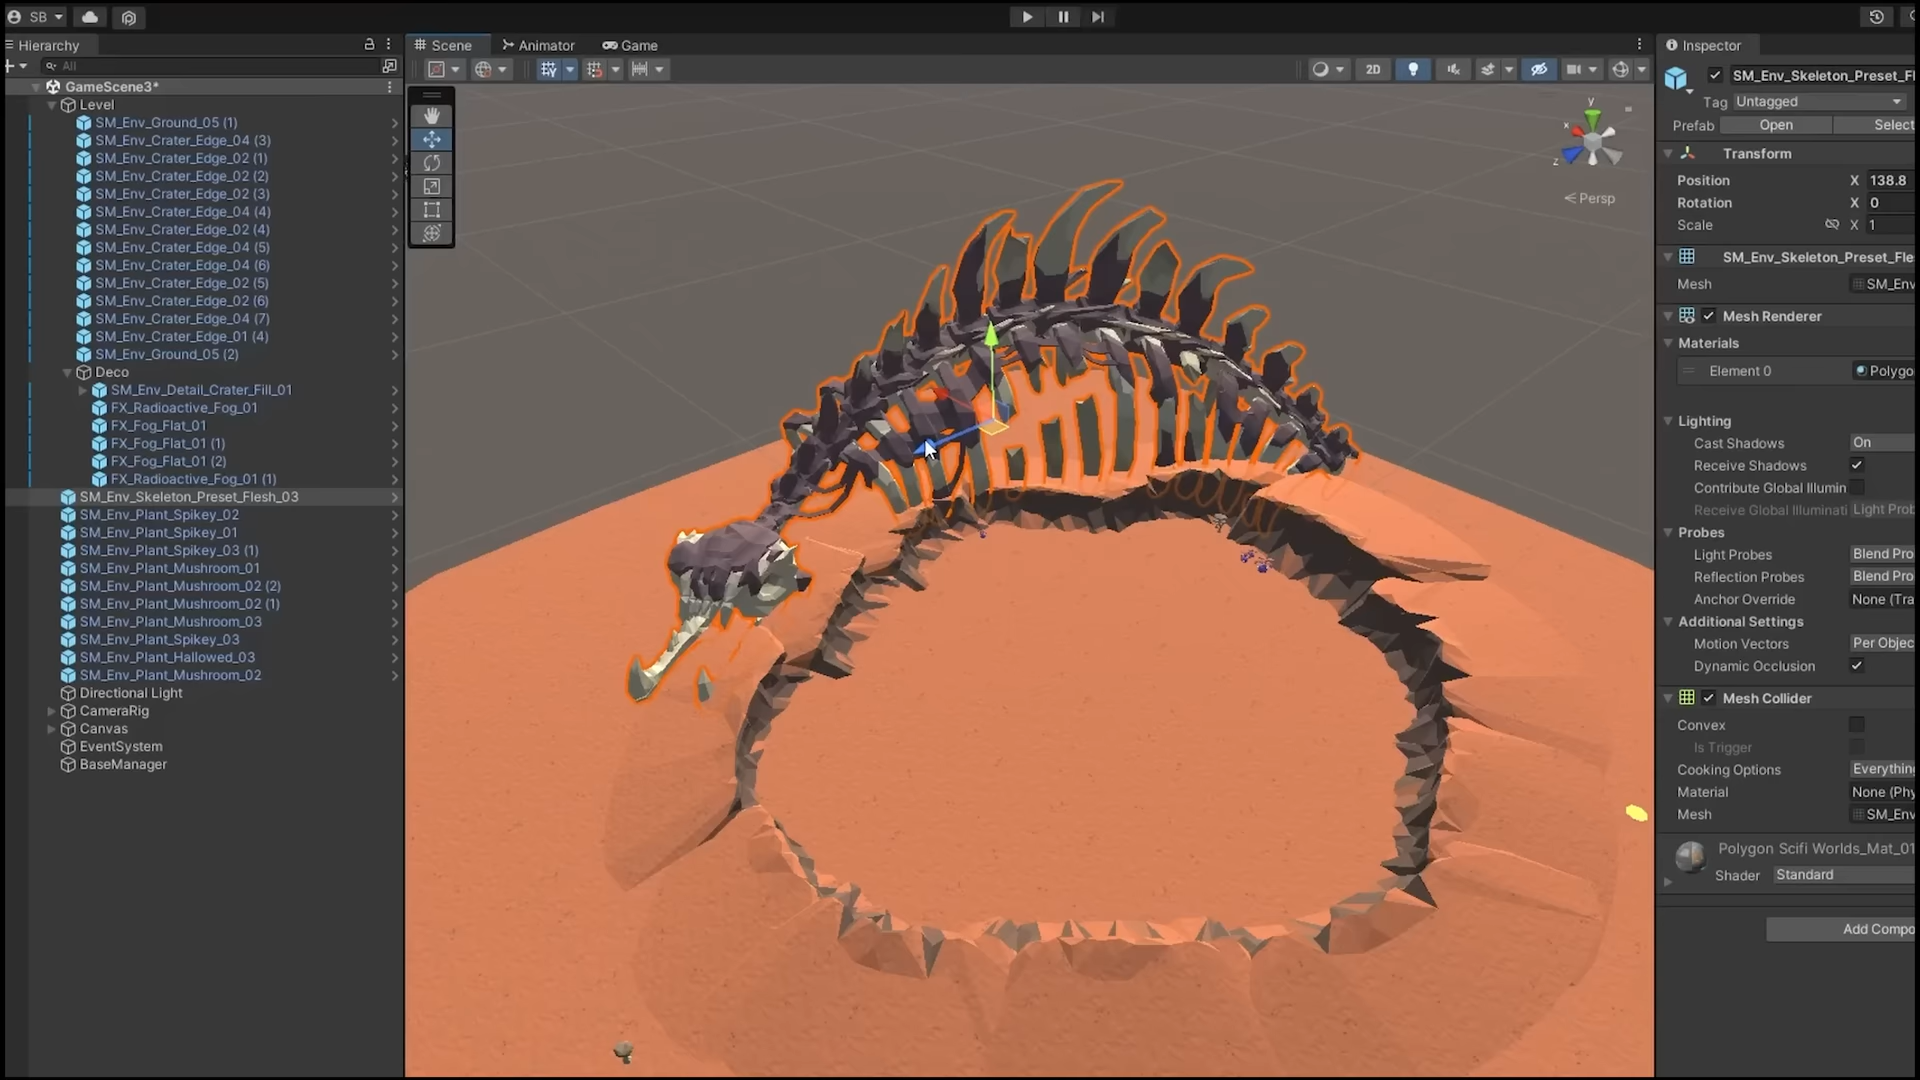 SB
Hierarchy
All
GameScene3*
Level
SM_Env_Ground_05 (1)
SM_Env_Crater_Edge_04 (3)
SM_Env_Crater_Edge_02 (1)
SM_Env_Crater_Edge_02 (2)
SM_Env_Crater_Edge_02 (3)
SM_Env_Crater_Edge_04 (4)
SM_Env_Crater_Edge_02 (4)
SM_Env_Crater_Edge_04 (5)
SM_Env_Crater_Edge_04 (6)
SM_Env_Crater_Edge_02 (5)
SM_Env_Crater_Edge_02 (6)
SM_Env_Crater_Edge_04 (7)
SM_Env_Crater_Edge_01 (4)
SM_Env_Ground_05 (2)
Deco
SM_Env_Detail_Crater_Fill_01
FX_Radioactive_Fog_01
FX_Fog_Flat_01
FX_Fog_Flat_01 (1)
FX_Fog_Flat_01 (2)
FX_Radioactive_Fog_01 (1)
SM_Env_Skeleton_Preset_Flesh_03
SM_Env_Plant_Spikey_02
SM_Env_Plant_Spikey_01
SM_Env_Plant_Spikey_03 (1)
SM_Env_Plant_Mushroom_01
SM_Env_Plant_Mushroom_02 (2)
SM_Env_Plant_Mushroom_02 (1)
SM_Env_Plant_Mushroom_03
SM_Env_Plant_Spikey_03
SM_Env_Plant_Hallowed_03
SM_Env_Plant_Mushroom_02
Directional Light
CameraRig
Canvas
EventSystem
BaseManager
Scene Animator Game
2D
y
x
z
Persp
Inspector
SM_Env_Skeleton_Preset_Fl
Tag Untagged
Prefab Open Select
Transform
Position X 138.8
Rotation X 0
Scale X 1
SM_Env_Skeleton_Preset_Fle
Mesh SM_Env
Mesh Renderer
Materials
Element 0 Polygo
Lighting
Cast Shadows On
Receive Shadows
Contribute Global Illumin
Receive Global Illuminati Light Prob
Probes
Light Probes Blend Pro
Reflection Probes Blend Pro
Anchor Override None (Tra
Additional Settings
Motion Vectors Per Objec
Dynamic Occlusion
Mesh Collider
Convex
Is Trigger
Cooking Options Everything
Material None (Phy
Mesh SM_Env
Polygon Scifi Worlds_Mat_01
Shader Standard
Add Compo